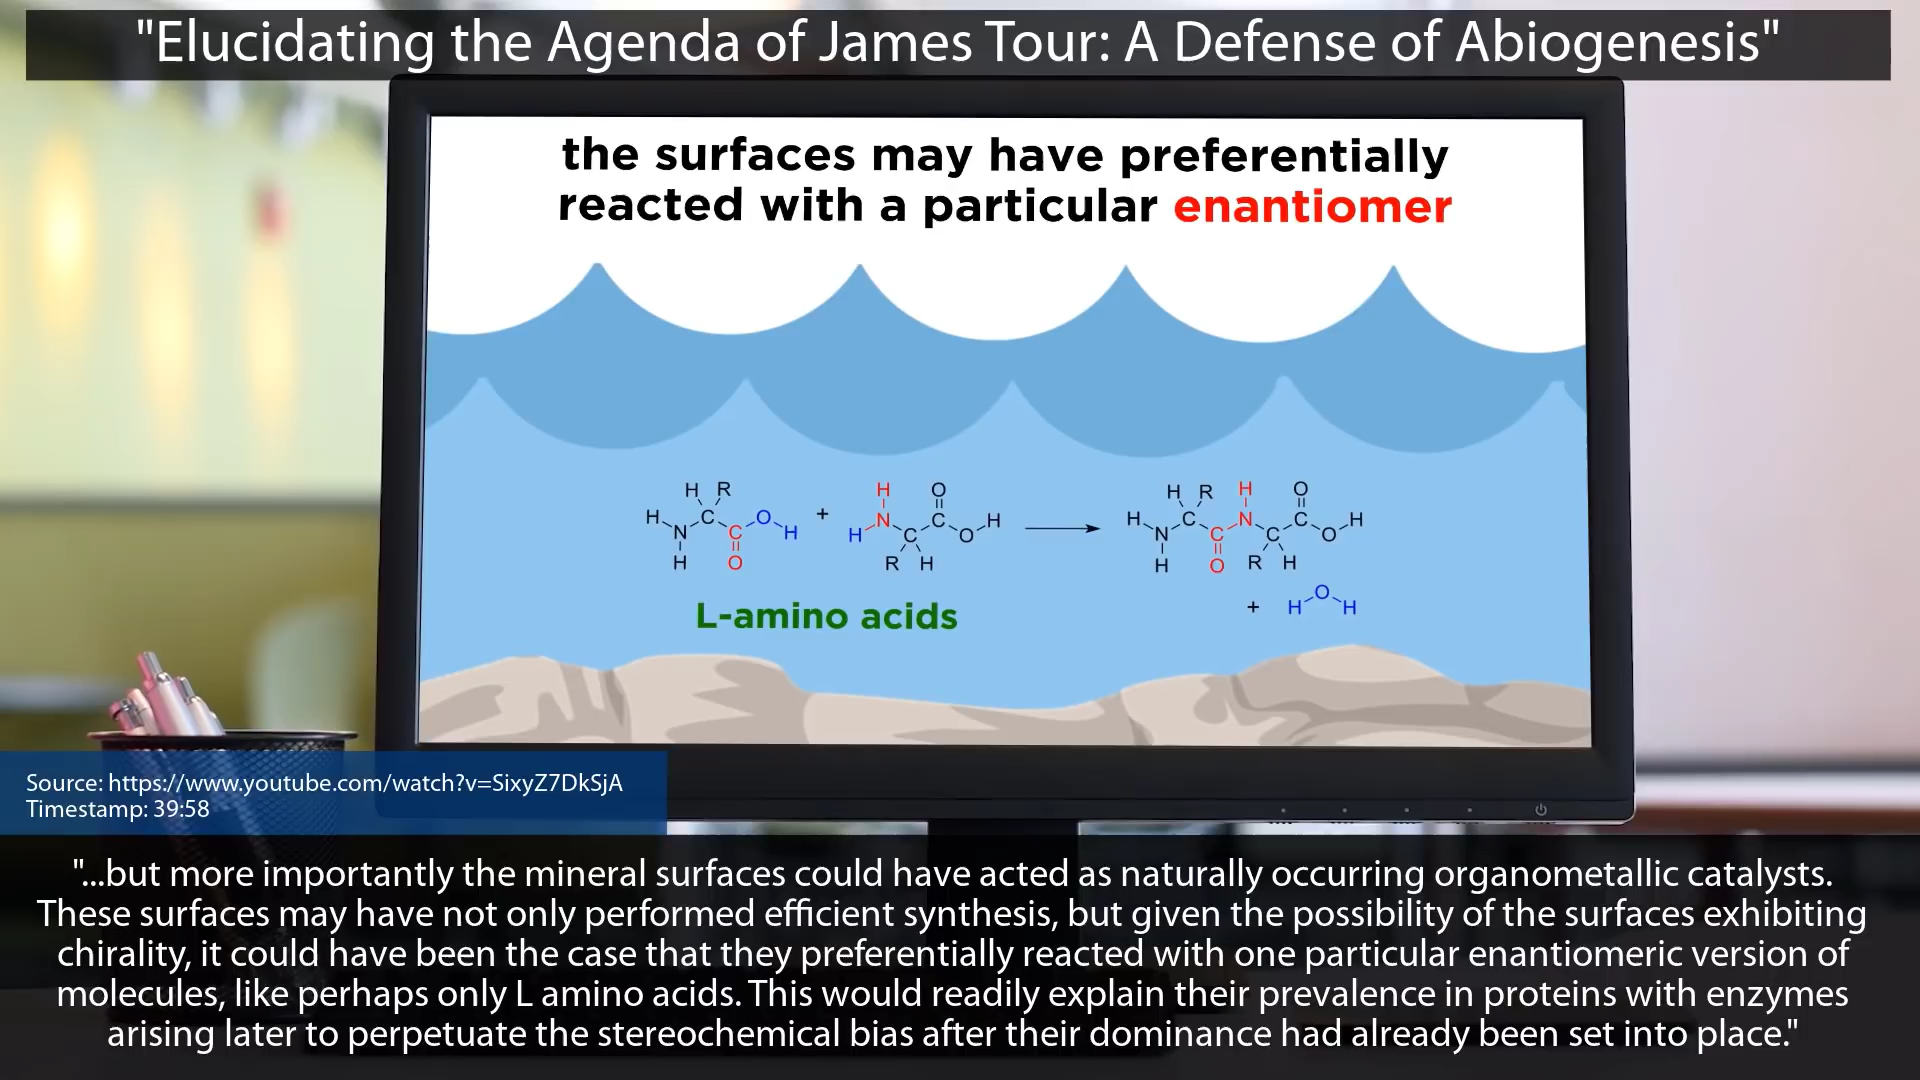 "Elucidating the Agenda of James Tour: A Defense of Abiogenesis"
the surfaces may have preferentially
reacted with a particular enantiomer
H R
H N C C O H
H O
+
H
H N C C O H
O
R H
H R H O
H N C C N C C O H
H O R H
L-amino acids
+ H O H
Source: https://www.youtube.com/watch?v=SixyZ7DkSjA
Timestamp: 39:58
"...but more importantly the mineral surfaces could have acted as naturally occurring organometallic catalysts.
These surfaces may have not only performed efficient synthesis, but given the possibility of the surfaces exhibiting
chirality, it could have been the case that they preferentially reacted with one particular enantiomeric version of
molecules, like perhaps only L amino acids. This would readily explain their prevalence in proteins with enzymes
arising later to perpetuate the stereochemical bias after their dominance had already been set into place."